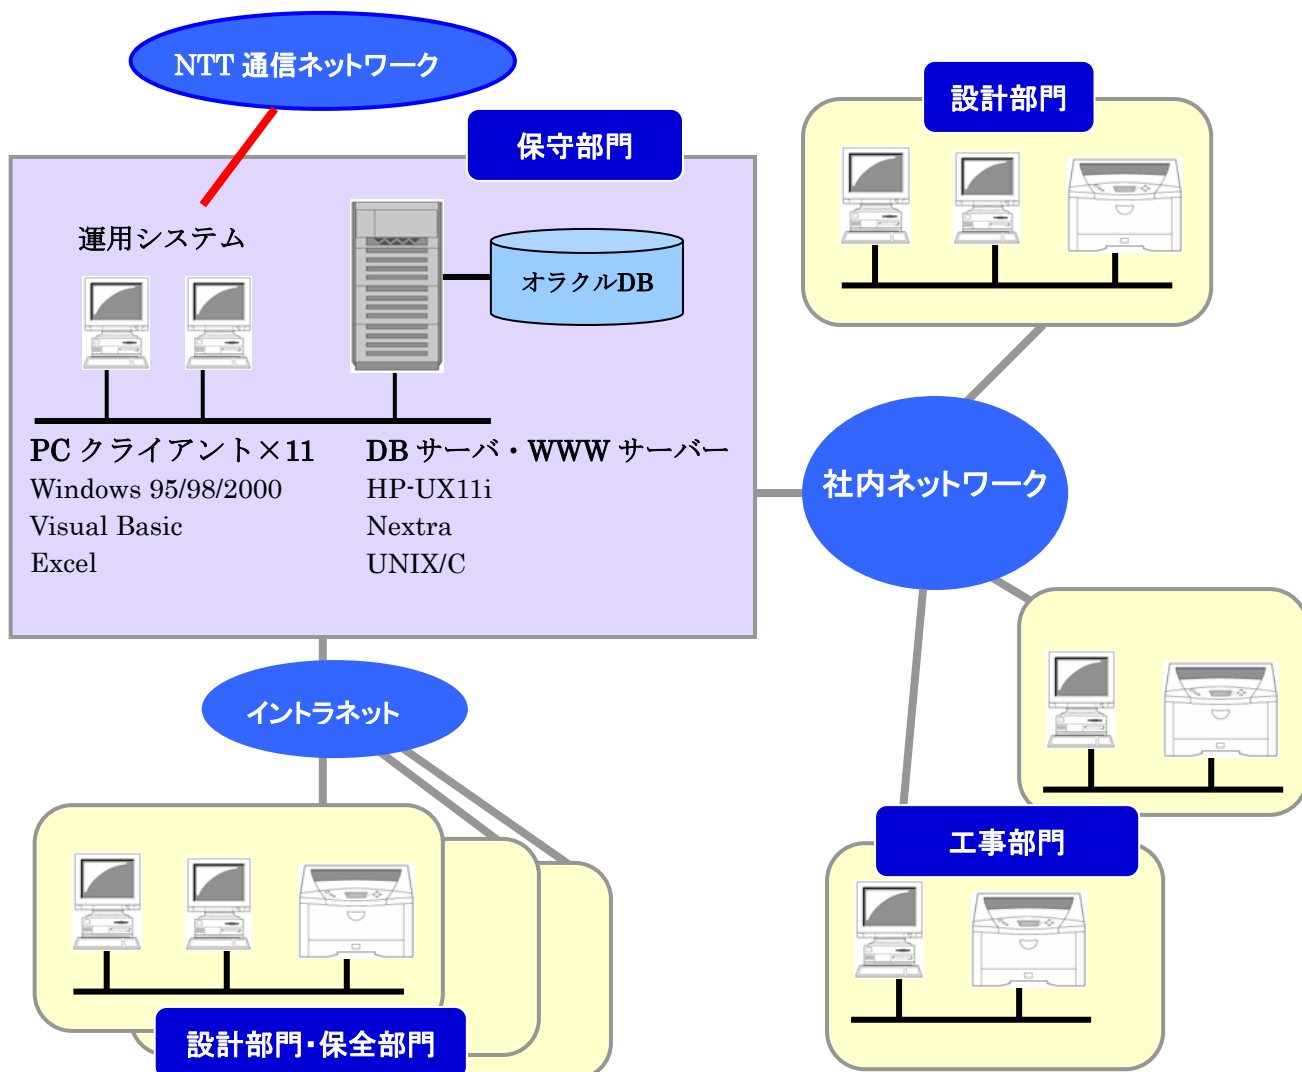 NTT 通信ネットワーク
設計部門
保守部門
運用システム
オラクルDB
PC クライアント×11
Windows 95/98/2000
Visual Basic
Excel
DB サーバ・WWW サーバー
HP-UX11i
Nextra
UNIX/C
社内ネットワーク
イントラネット
工事部門
設計部門・保全部門